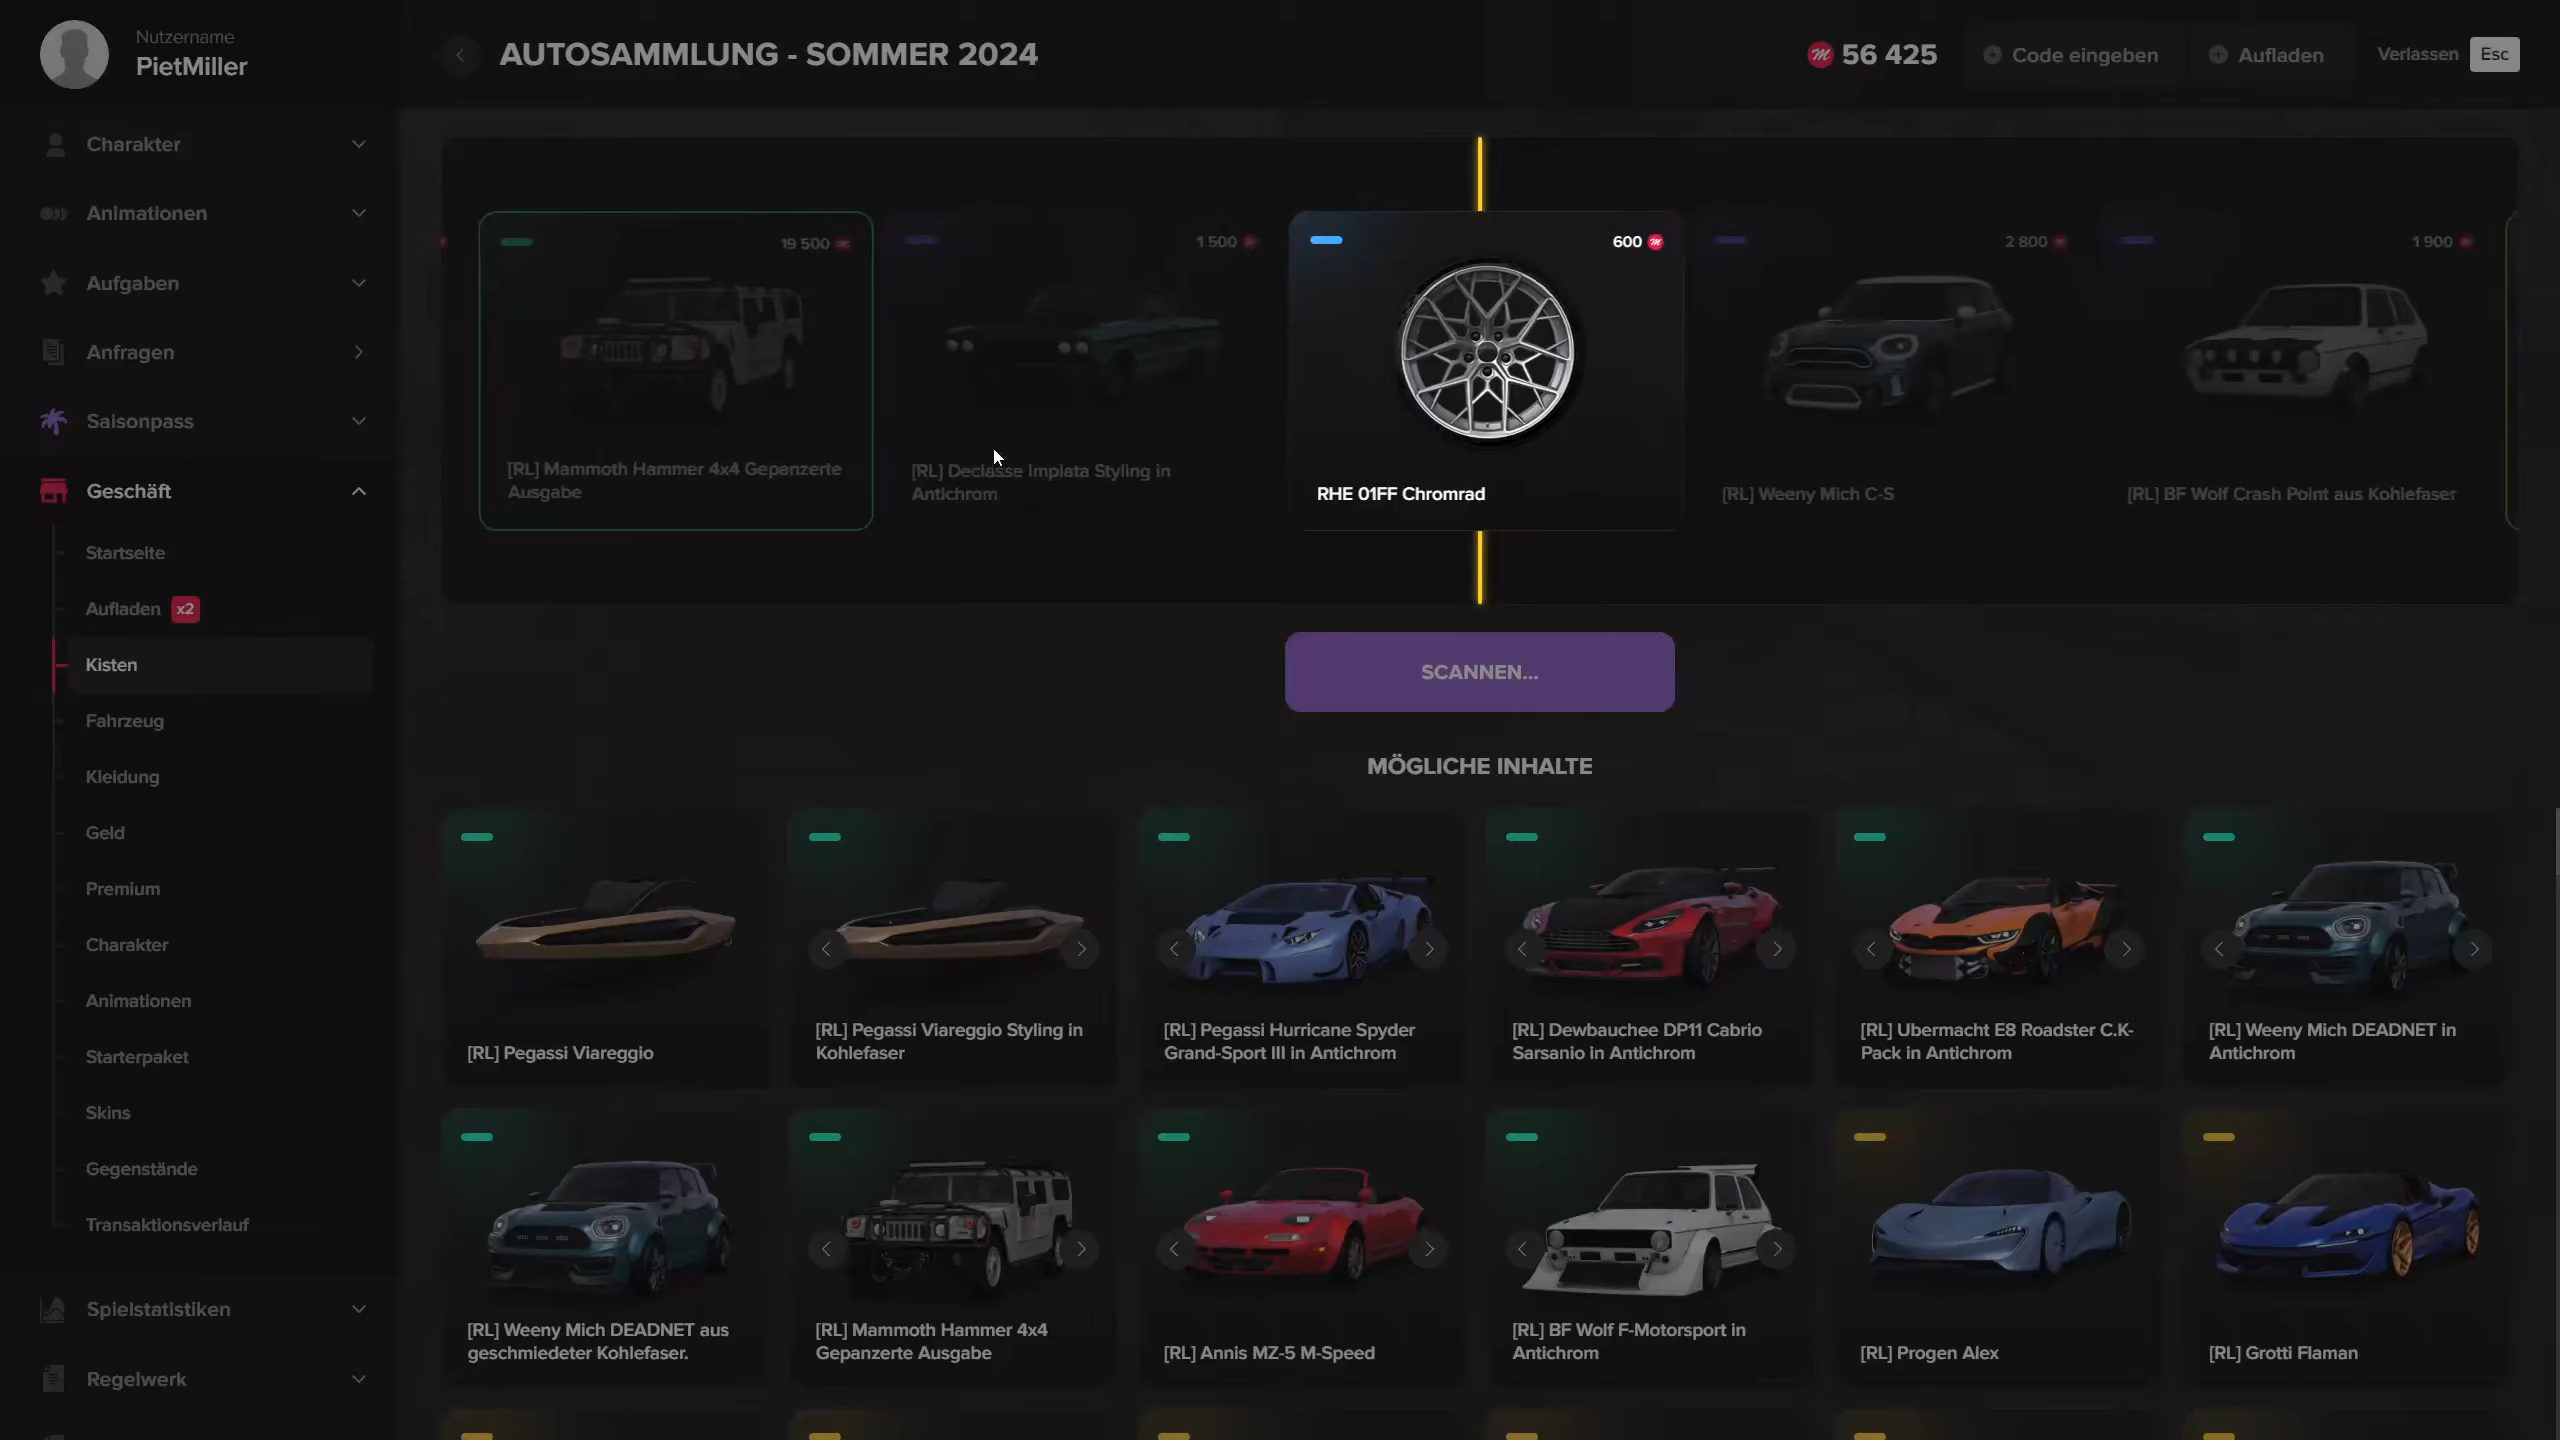 Nutzername
PietMiller
AUTOSAMMLUNG - SOMMER 2024
56 425
Code eingeben
Aufladen
Verlassen
Esc
Charakter
Animationen
Aufgaben
Anfragen
Saisonpass
Geschäft
Startseite
Aufladen x2
Kisten
Fahrzeug
Kleidung
Geld
Premium
Charakter
Animationen
Starterpaket
Skins
Gegenstände
Transaktionsverlauf
Spielstatistiken
Regelwerk
19 500
[RL] Mammoth Hammer 4x4 Gepanzerte
Ausgabe
1 500
[RL] Declasse Implata Styling in
Antichrom
600
RHE 01FF Chromrad
2 800
[RL] Weeny Mich C-S
1 900
[RL] BF Wolf Crash Point aus Kohlefaser
SCANNEN...
MÖGLICHE INHALTE
[RL] Pegassi Viareggio
[RL] Pegassi Viareggio Styling in
Kohlefaser
[RL] Pegassi Hurricane Spyder
Grand-Sport III in Antichrom
[RL] Dewbauchee DP11 Cabrio
Sarsanio in Antichrom
[RL] Ubermacht E8 Roadster C.K-
Pack in Antichrom
[RL] Weeny Mich DEADNET in
Antichrom
[RL] Weeny Mich DEADNET aus
geschmiedeter Kohlefaser.
[RL] Mammoth Hammer 4x4
Gepanzerte Ausgabe
[RL] Annis MZ-5 M-Speed
[RL] BF Wolf F-Motorsport in
Antichrom
[RL] Progen Alex
[RL] Grotti Flaman